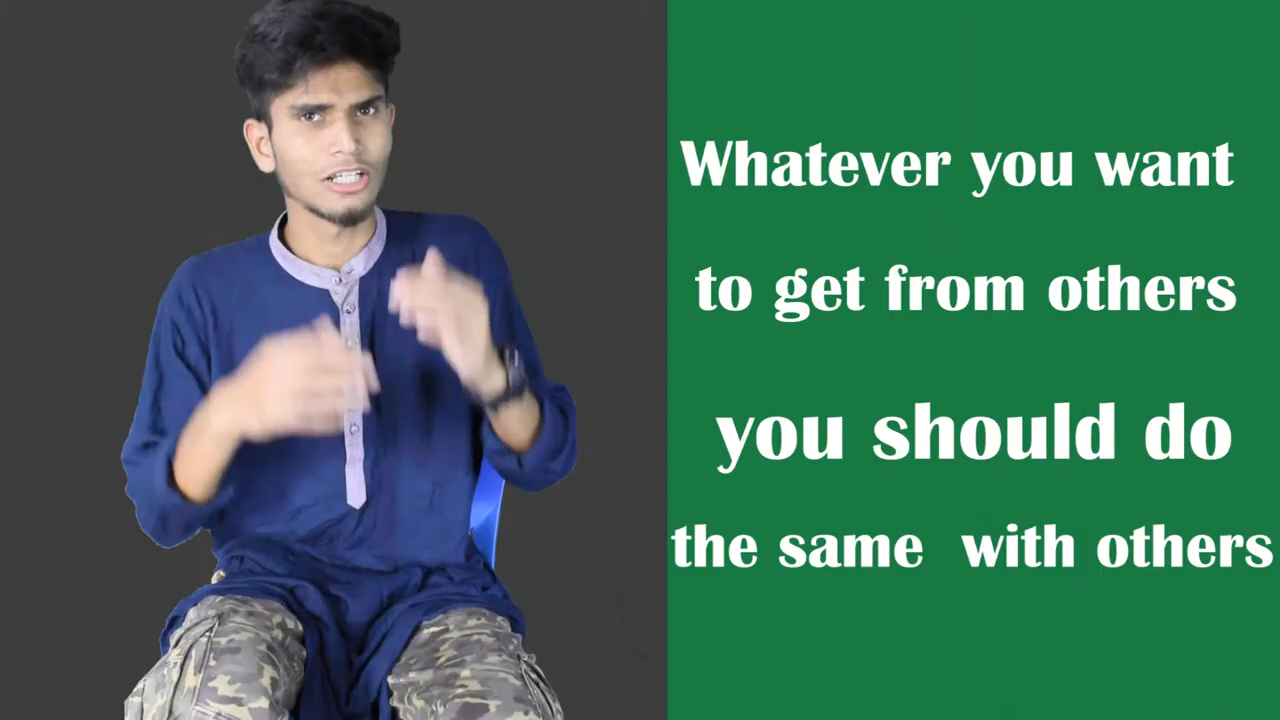 Whatever you want
to get from others
you should do
the same with others